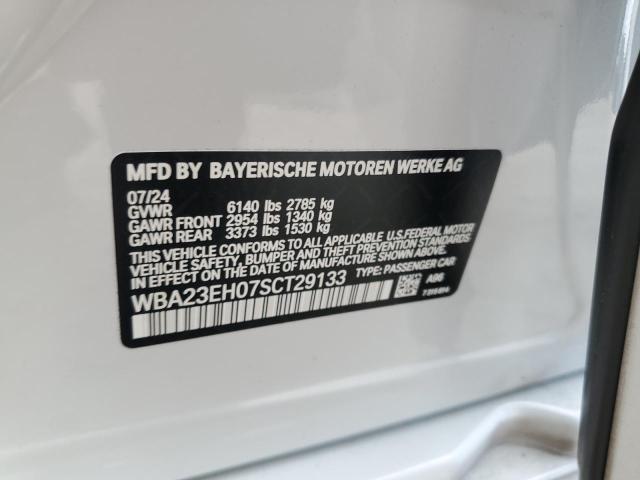 MFD BY BAYERISCHE MOTOREN WERKE AG
07/24
GVWR 6140 lbs 2785 kg
GAWR FRONT 2954 lbs 1340 kg
GAWR REAR 3373 lbs 1530 kg
THIS VEHICLE CONFORMS TO ALL APPLICABLE U.S.FEDERAL MOTOR
VEHICLE SAFETY, BUMPER, AND THEFT PREVENTION STANDARDS
IN EFFECT ON THE DATE OF MANUFACTURE SHOWN ABOVE.
WBA23EH07SCT29133 TYPE: PASSENGER CAR
A96